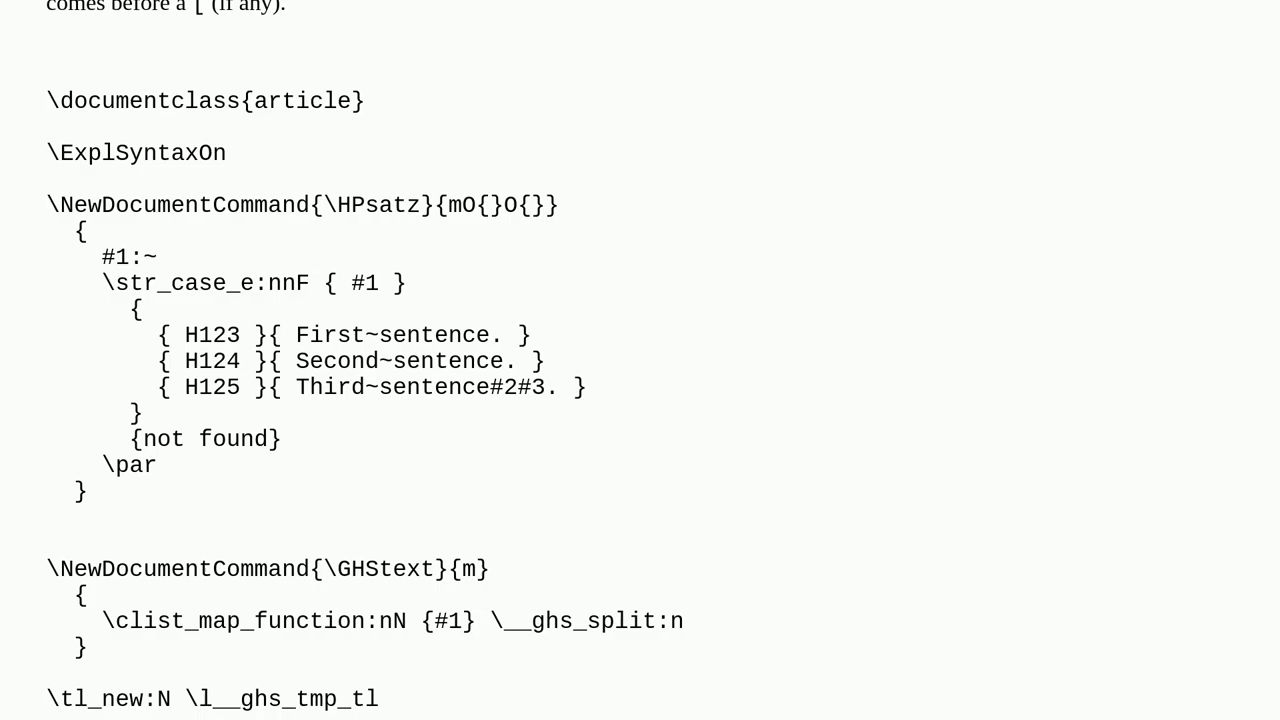 comes before a [ (if any).
\documentclass{article}
\ExplSyntaxOn
\NewDocumentCommand{\HPsatz}{mO{}O{}}
  {
    #1:~
    \str_case_e:nnF { #1 }
      {
        { H123 }{ First~sentence. }
        { H124 }{ Second~sentence. }
        { H125 }{ Third~sentence#2#3. }
      }
      {not found}
    \par
  }
\NewDocumentCommand{\GHStext}{m}
  {
    \clist_map_function:nN {#1} \__ghs_split:n
  }
\tl_new:N \l__ghs_tmp_tl